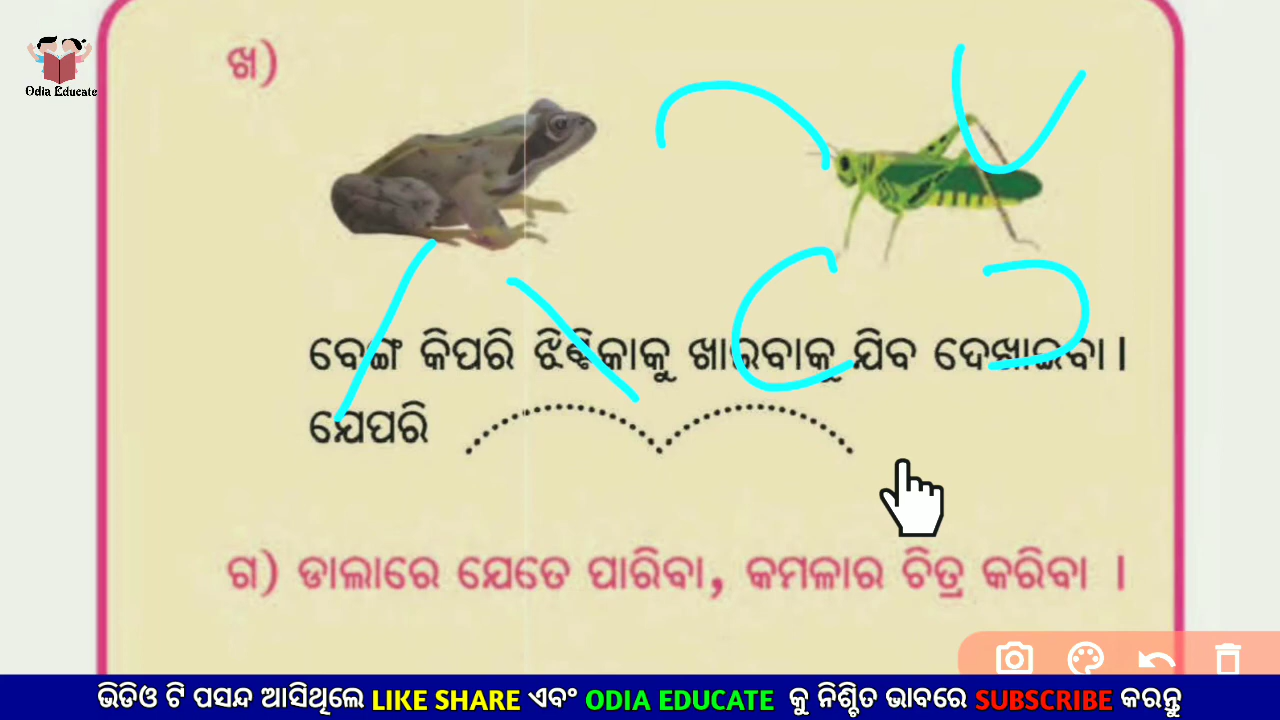 Odia Educate
ଖ)
ବେଙ୍ଗ କିପରି ଝିଣ୍ଟିକାକୁ ଖାଇବାକୁ ଯିବ ଦେଖାଇବା ।
ଯେପରି
ଗ) ଡାଲାରେ ଯେତେ ପାରିବା, କମଳାର ଚିତ୍ର କରିବା ।
ଭିଡିଓ ଟି ପସନ୍ଦ ଆସିଥିଲେ LIKE SHARE ଏବଂ ODIA EDUCATE କୁ ନିଶ୍ଚିତ ଭାବରେ SUBSCRIBE କରନ୍ତୁ